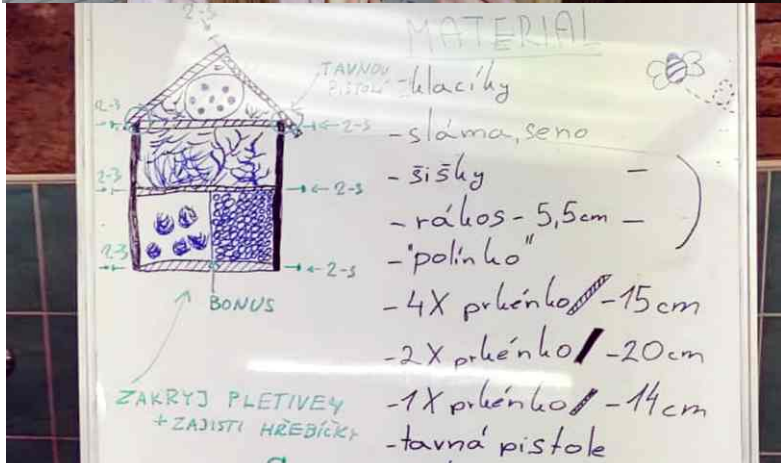 MATERIAL
2-3
TAVNOU
PISTOLÍ
- klacíky
2-3
2-3
- sláma, seno
- šišky
2-3
2-3
- rákos - 5,5cm
- "polínko"
2-3
2-3
BONUS
- 4X prkénko - 15cm
- 2X prkénko - 20cm
ZAKRYJ PLETIVEM
+ ZAJISTI HŘEBÍČKY
- 1X prkénko - 14cm
- tavná pistole